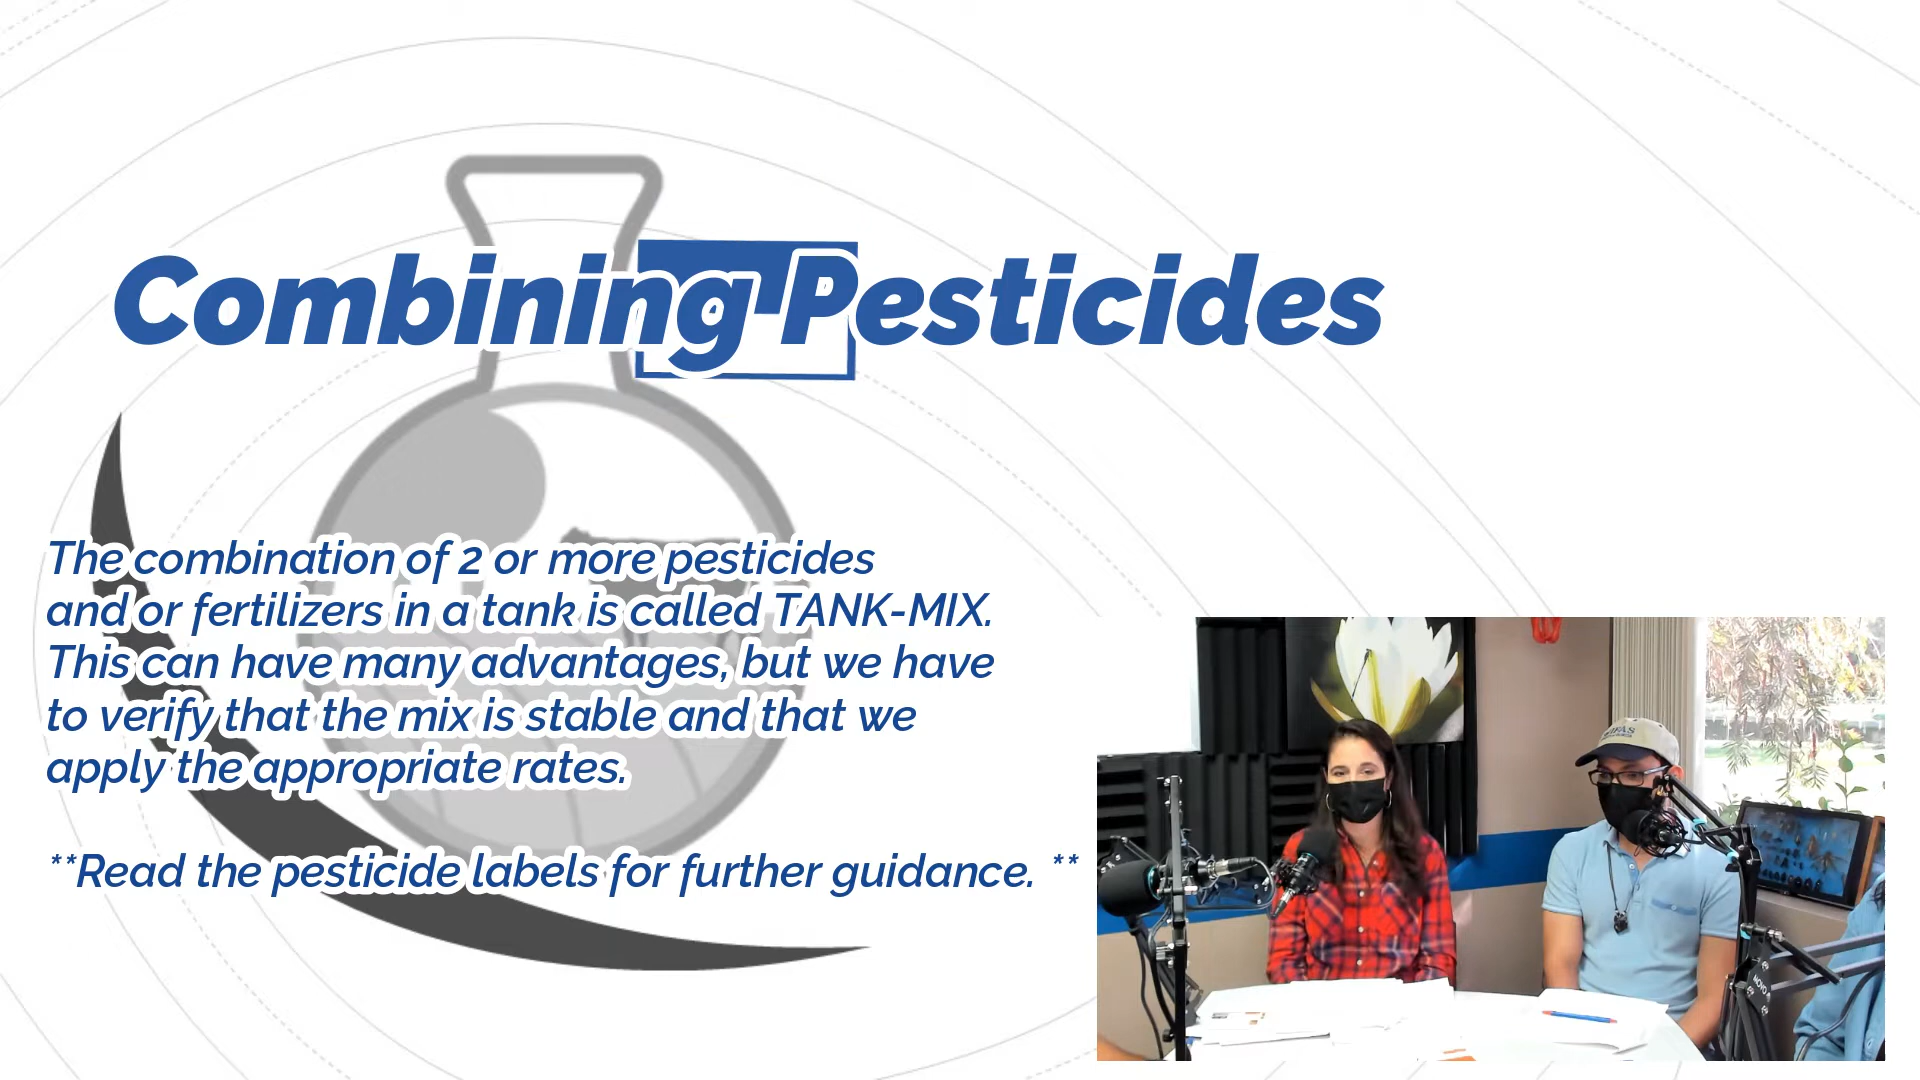 Combining Pesticides
The combination of 2 or more pesticides
and or fertilizers in a tank is called TANK-MIX.
This can have many advantages, but we have
to verify that the mix is stable and that we
apply the appropriate rates.
**Read the pesticide labels for further guidance. **
IFAS